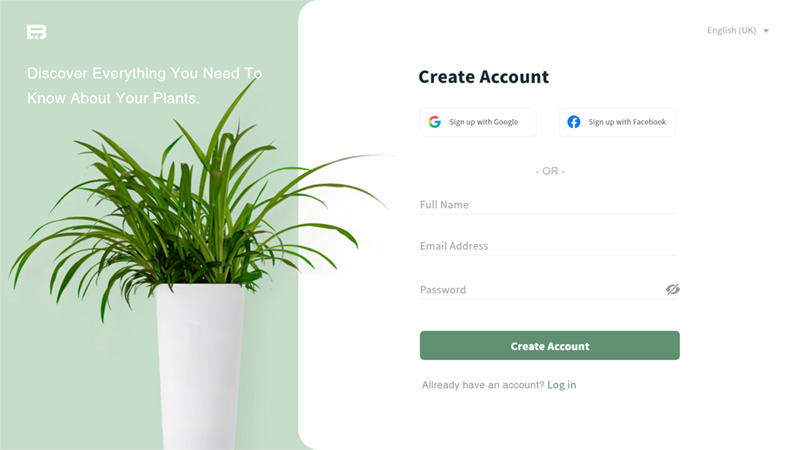 Discover Everything You Need To
Know About Your Plants.
English (UK)
Create Account
Sign up with Google
Sign up with Facebook
- OR -
Full Name
Email Address
Password
Create Account
Allready have an account? Log in